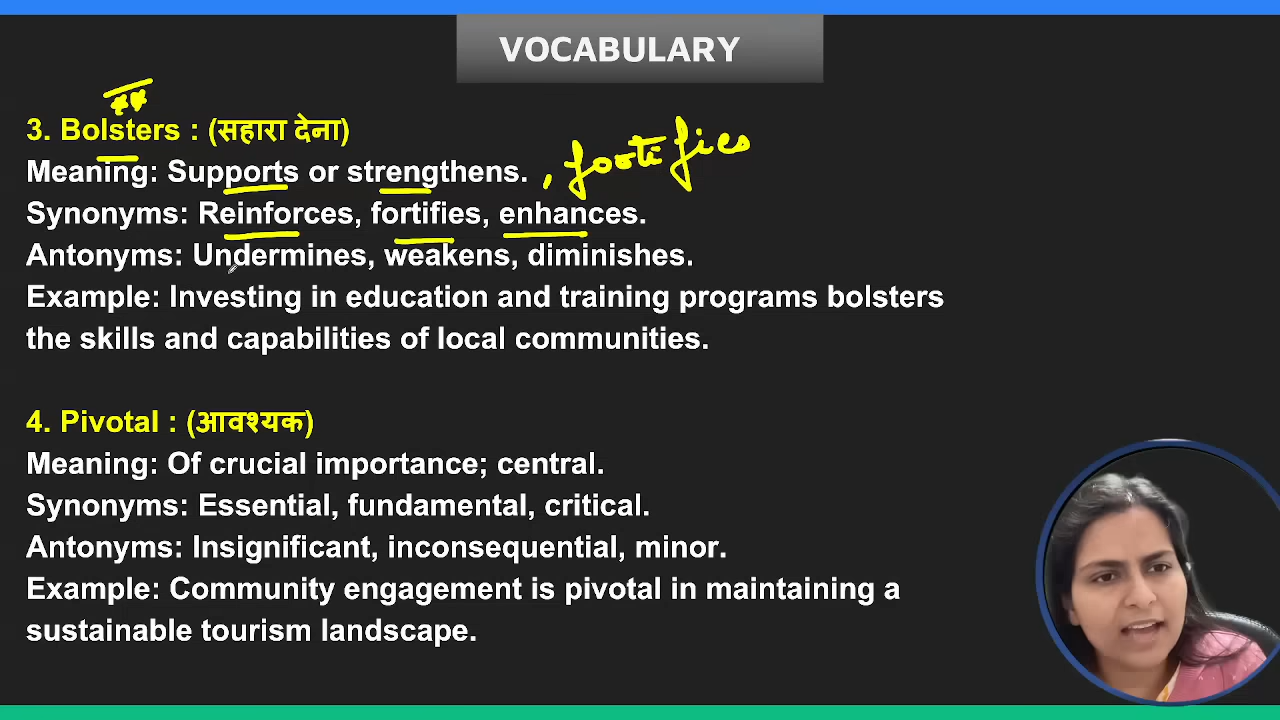 VOCABULARY
3. Bolsters : (सहारा देना)
Meaning: Supports or strengthens. , fortifies
Synonyms: Reinforces, fortifies, enhances.
Antonyms: Undermines, weakens, diminishes.
Example: Investing in education and training programs bolsters
the skills and capabilities of local communities.
4. Pivotal : (आवश्यक)
Meaning: Of crucial importance; central.
Synonyms: Essential, fundamental, critical.
Antonyms: Insignificant, inconsequential, minor.
Example: Community engagement is pivotal in maintaining a
sustainable tourism landscape.